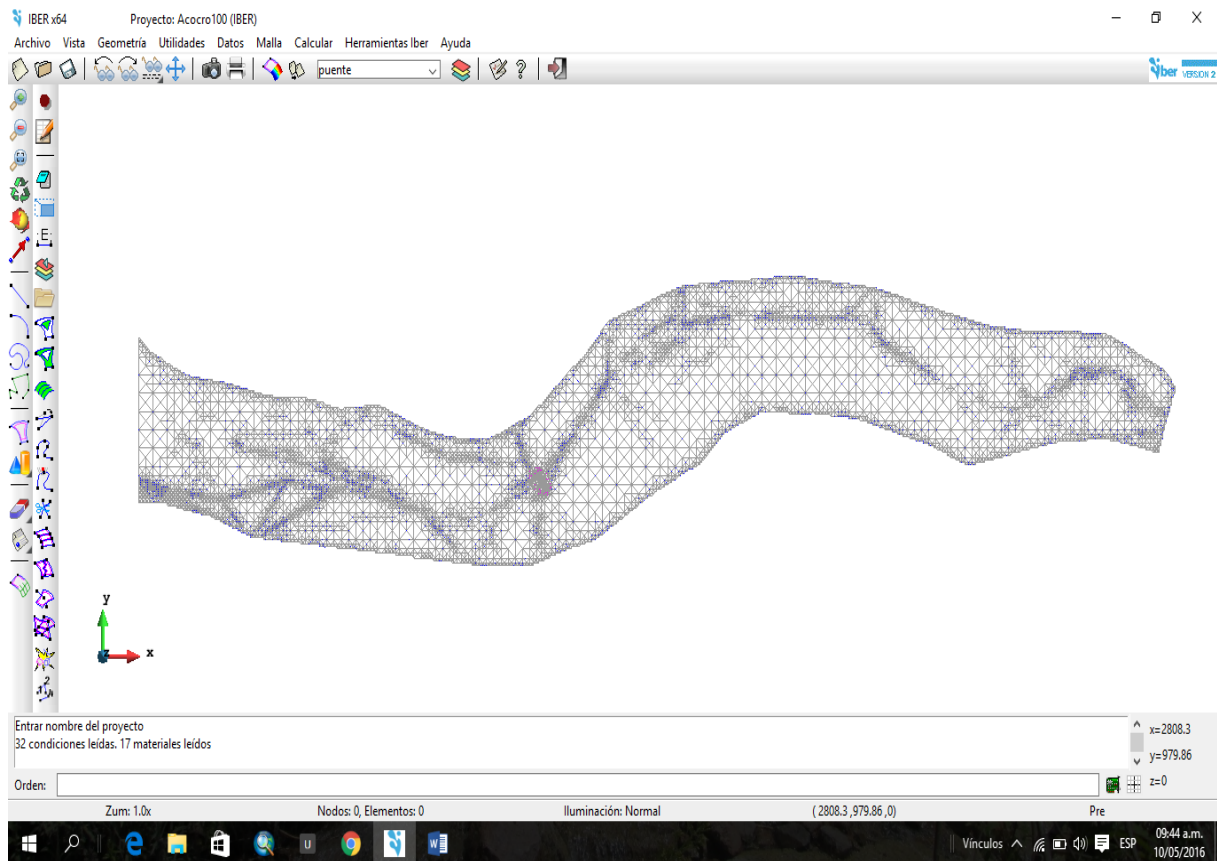 IBER x64 Proyecto: Acocro100 (IBER)
Archivo Vista Geometría Utilidades Datos Malla Calcular Herramientas Iber Ayuda
puente
iber VERSION 2
E
y
z x
Entrar nombre del proyecto
32 condiciones leídas. 17 materiales leídos
x=2808.3
y=979.86
z=0
Orden:
Zum: 1.0x Nodos: 0, Elementos: 0 Iluminación: Normal ( 2808.3 ,979.86 ,0) Pre
Vínculos ESP 09:44 a.m.
10/05/2016